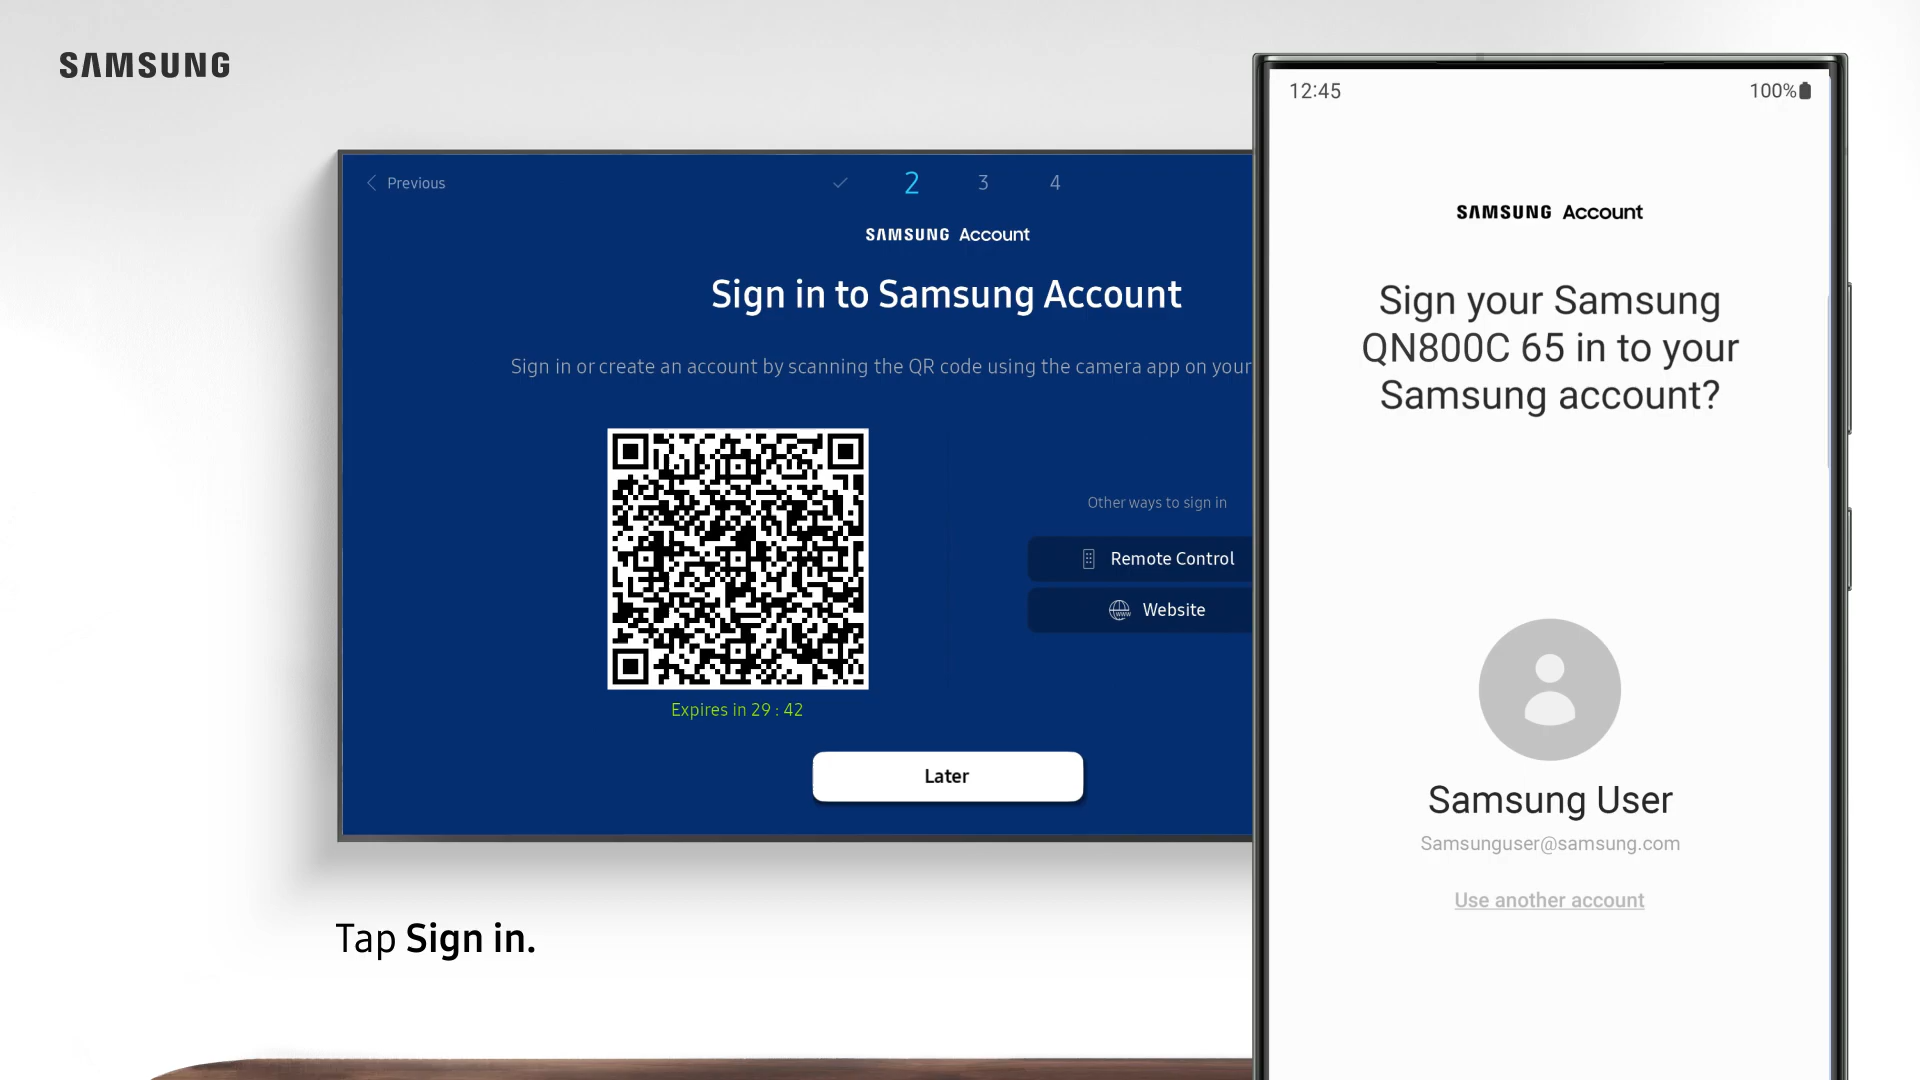 SAMSUNG
Previous
2
3
4
SAMSUNG Account
Sign in to Samsung Account
Sign in or create an account by scanning the QR code using the camera app on your
Other ways to sign in
Remote Control
Website
Expires in 29 : 42
Later
Tap Sign in.
12:45
100%
SAMSUNG Account
Sign your Samsung
QN800C 65 in to your
Samsung account?
Samsung User
Samsunguser@samsung.com
Use another account